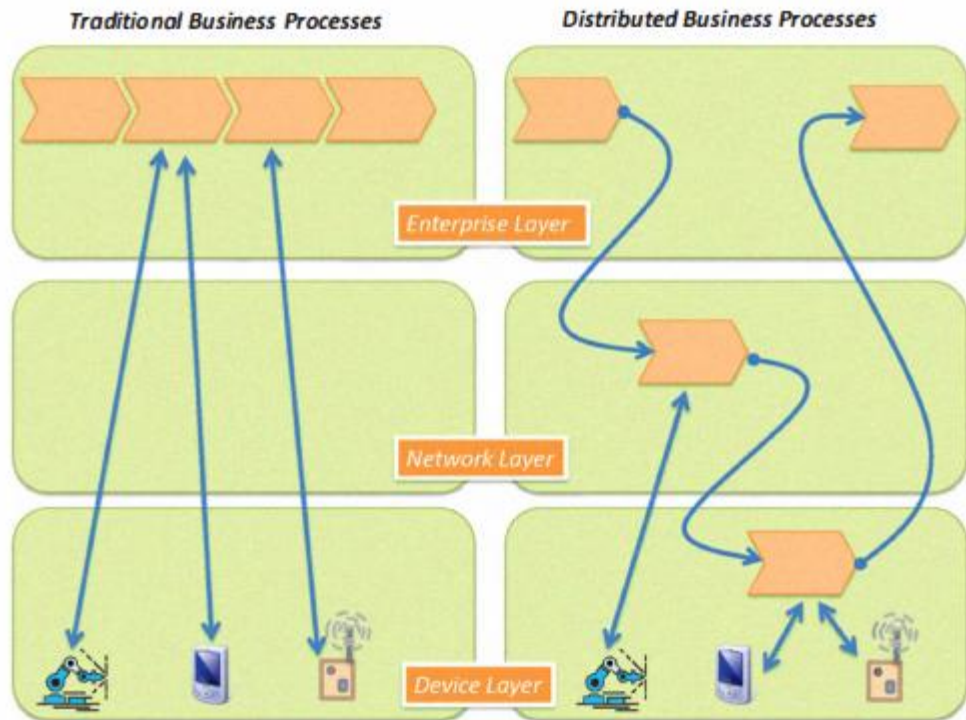 Traditional Business Processes
Distributed Business Processes
Enterprise Layer
Network Layer
Device Layer